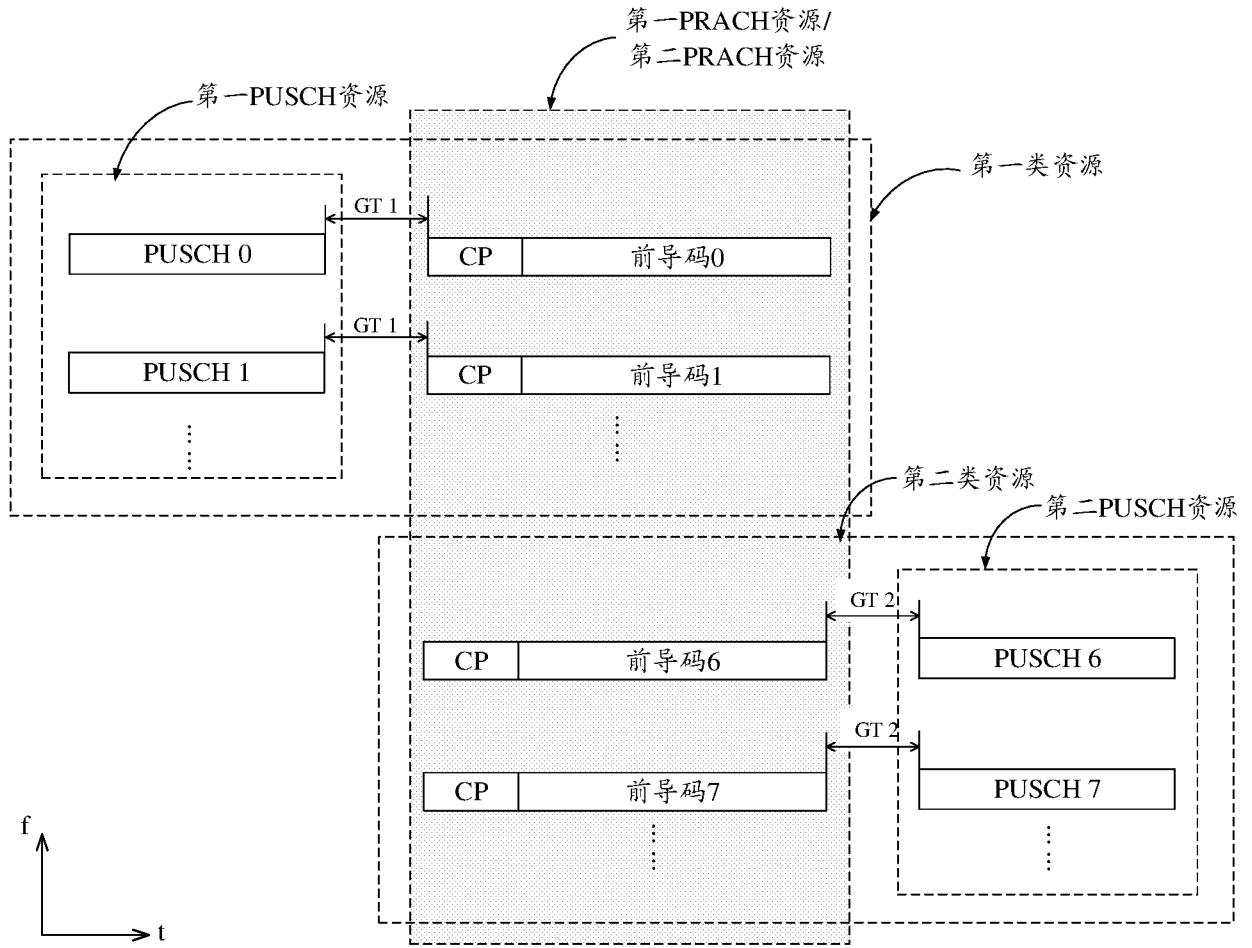 第一PRACH资源/
第二PRACH资源
第一PUSCH资源
第一类资源
GT 1
PUSCH 0
CP
前导码0
GT 1
PUSCH 1
CP
前导码1
第二类资源
第二PUSCH资源
GT 2
CP
前导码6
PUSCH 6
GT 2
CP
前导码7
PUSCH 7
f
t